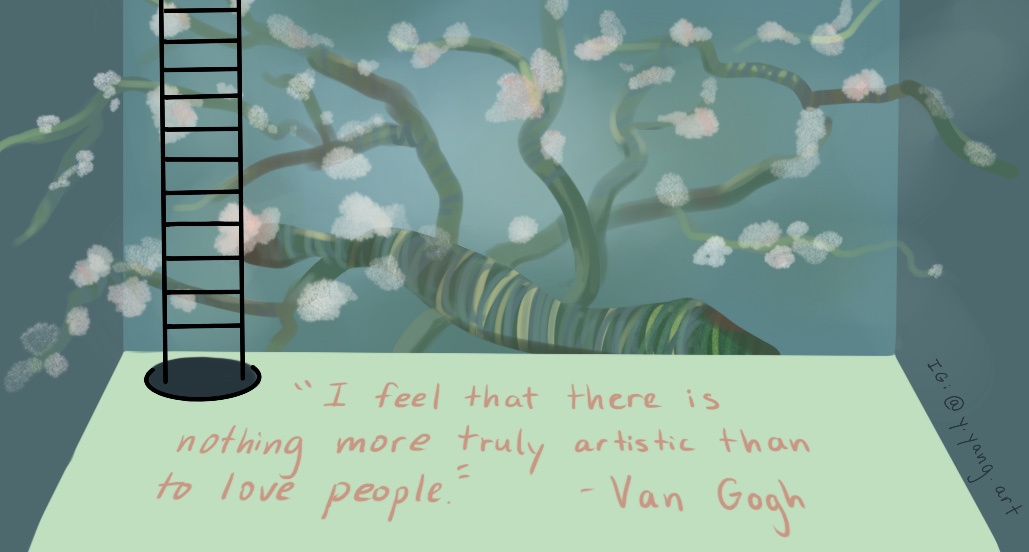 “I feel that there is
nothing more truly artistic than
to love people.” - Van Gogh
IG: @y.yang.art